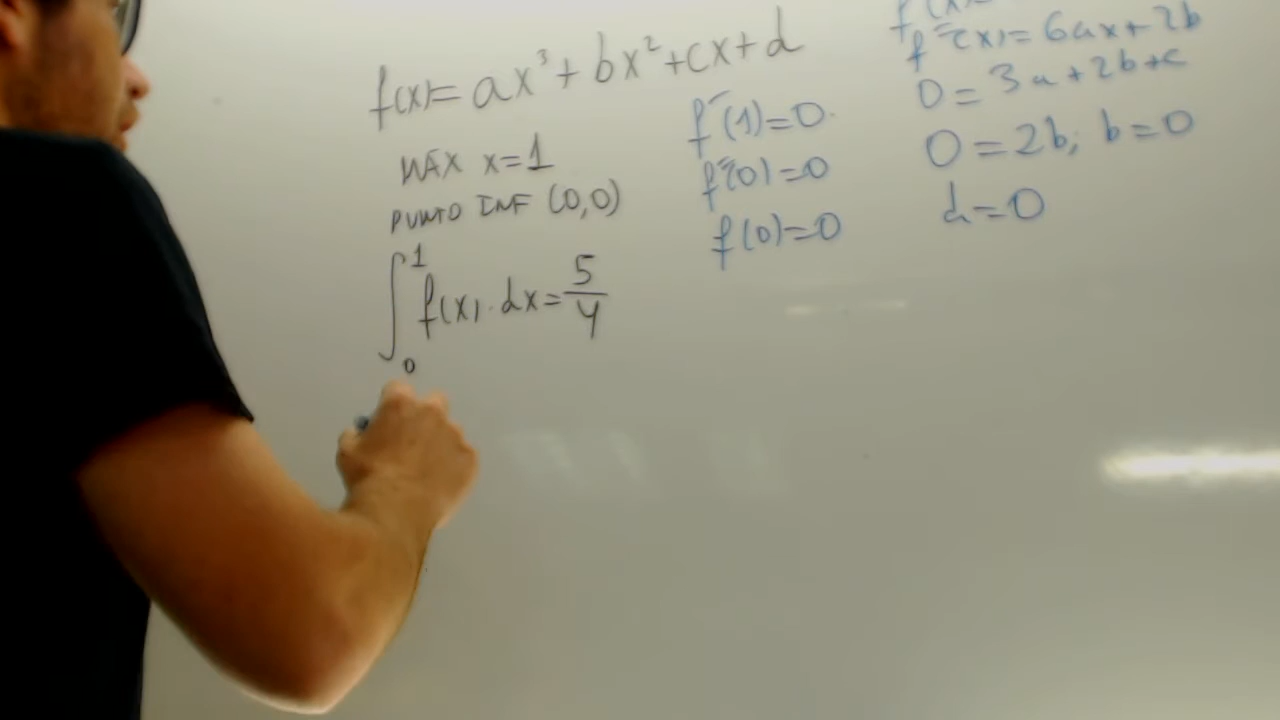 f(x)= ax³+bx²+cx+d
MÁX x=1
PUNTO INF (0,0)
∫₀¹ f(x)·dx=5/4
f'(1)=0
f''(0)=0
f(0)=0
f''(x)=6ax+2b
0=3a+2b+c
0=2b; b=0
d=0